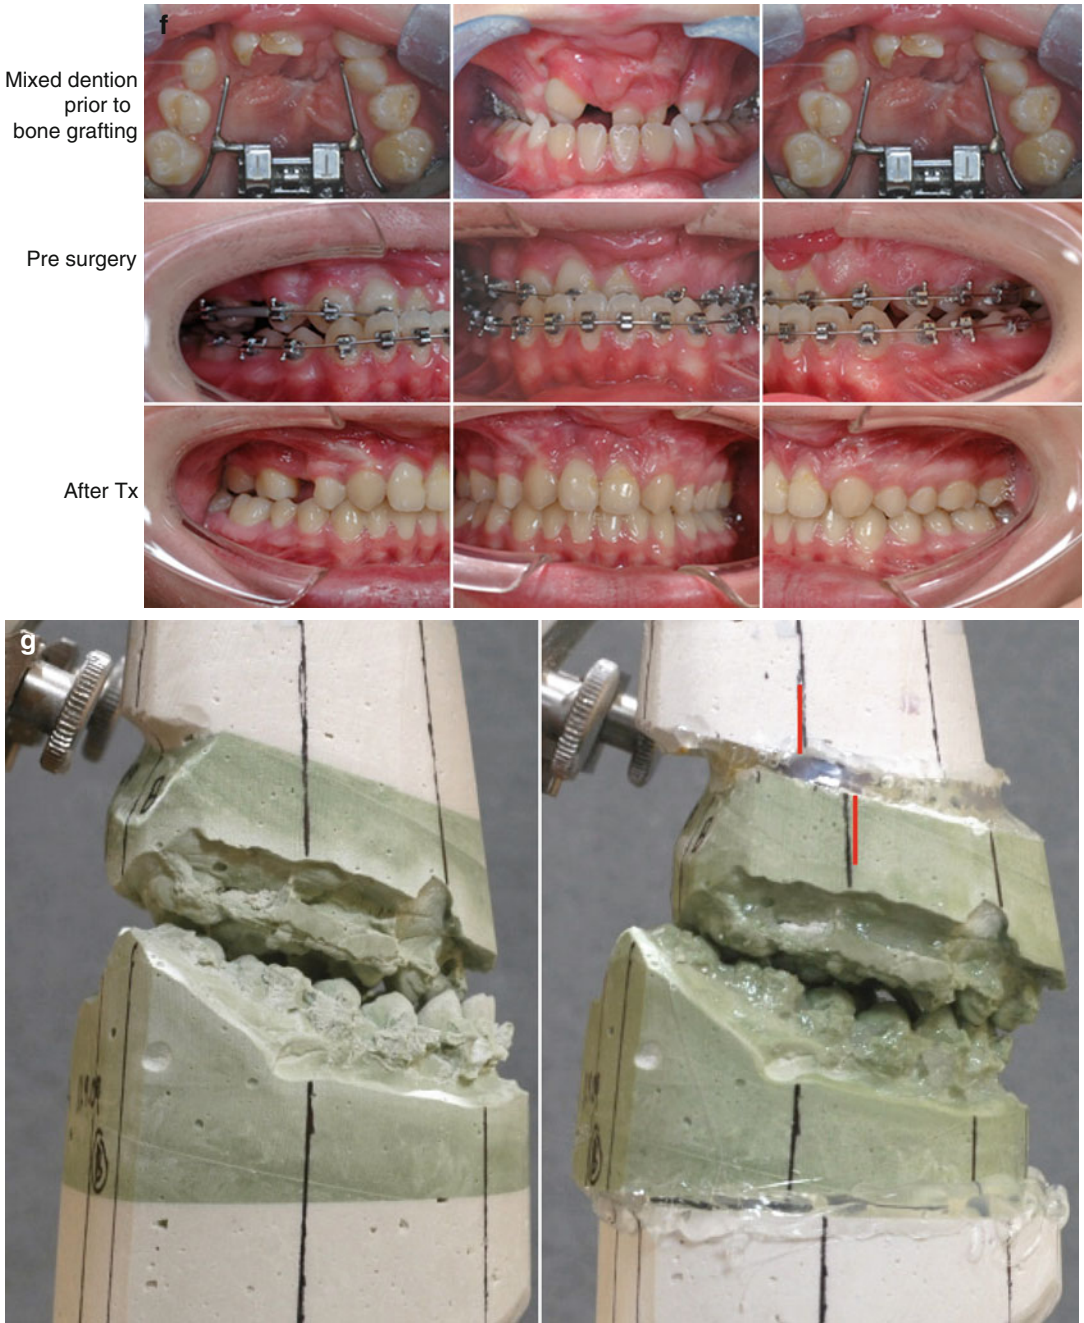 f
Mixed dention
prior to
bone grafting
Pre surgery
After Tx
g